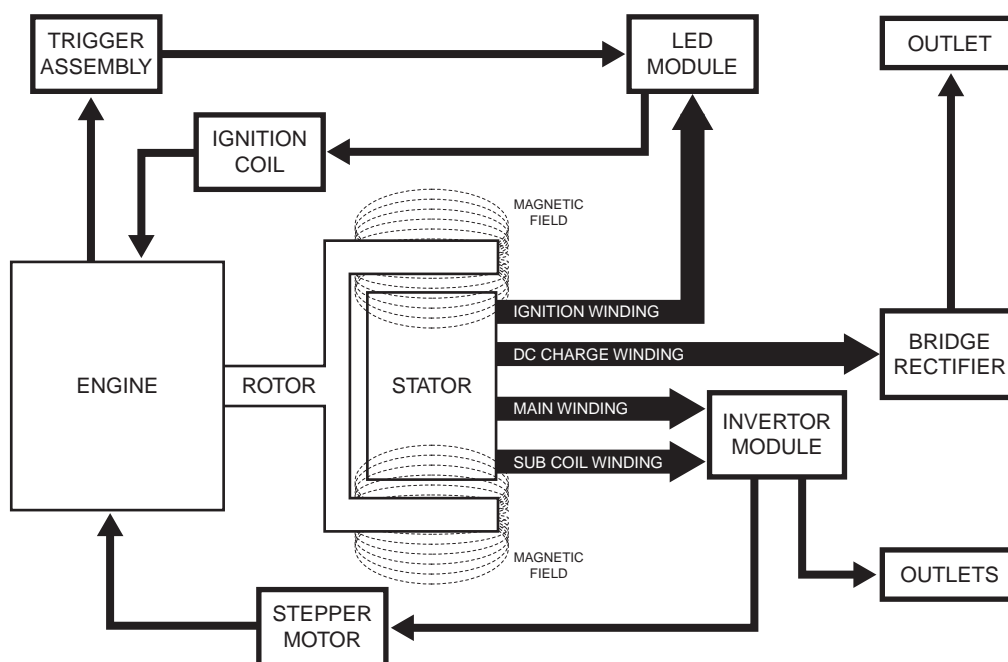 TRIGGER
ASSEMBLY
LED
MODULE
OUTLET
IGNITION
COIL
MAGNETIC
FIELD
IGNITION WINDING
DC CHARGE WINDING
BRIDGE
RECTIFIER
ENGINE
ROTOR
STATOR
MAIN WINDING
INVERTOR
MODULE
SUB COIL WINDING
MAGNETIC
FIELD
OUTLETS
STEPPER
MOTOR